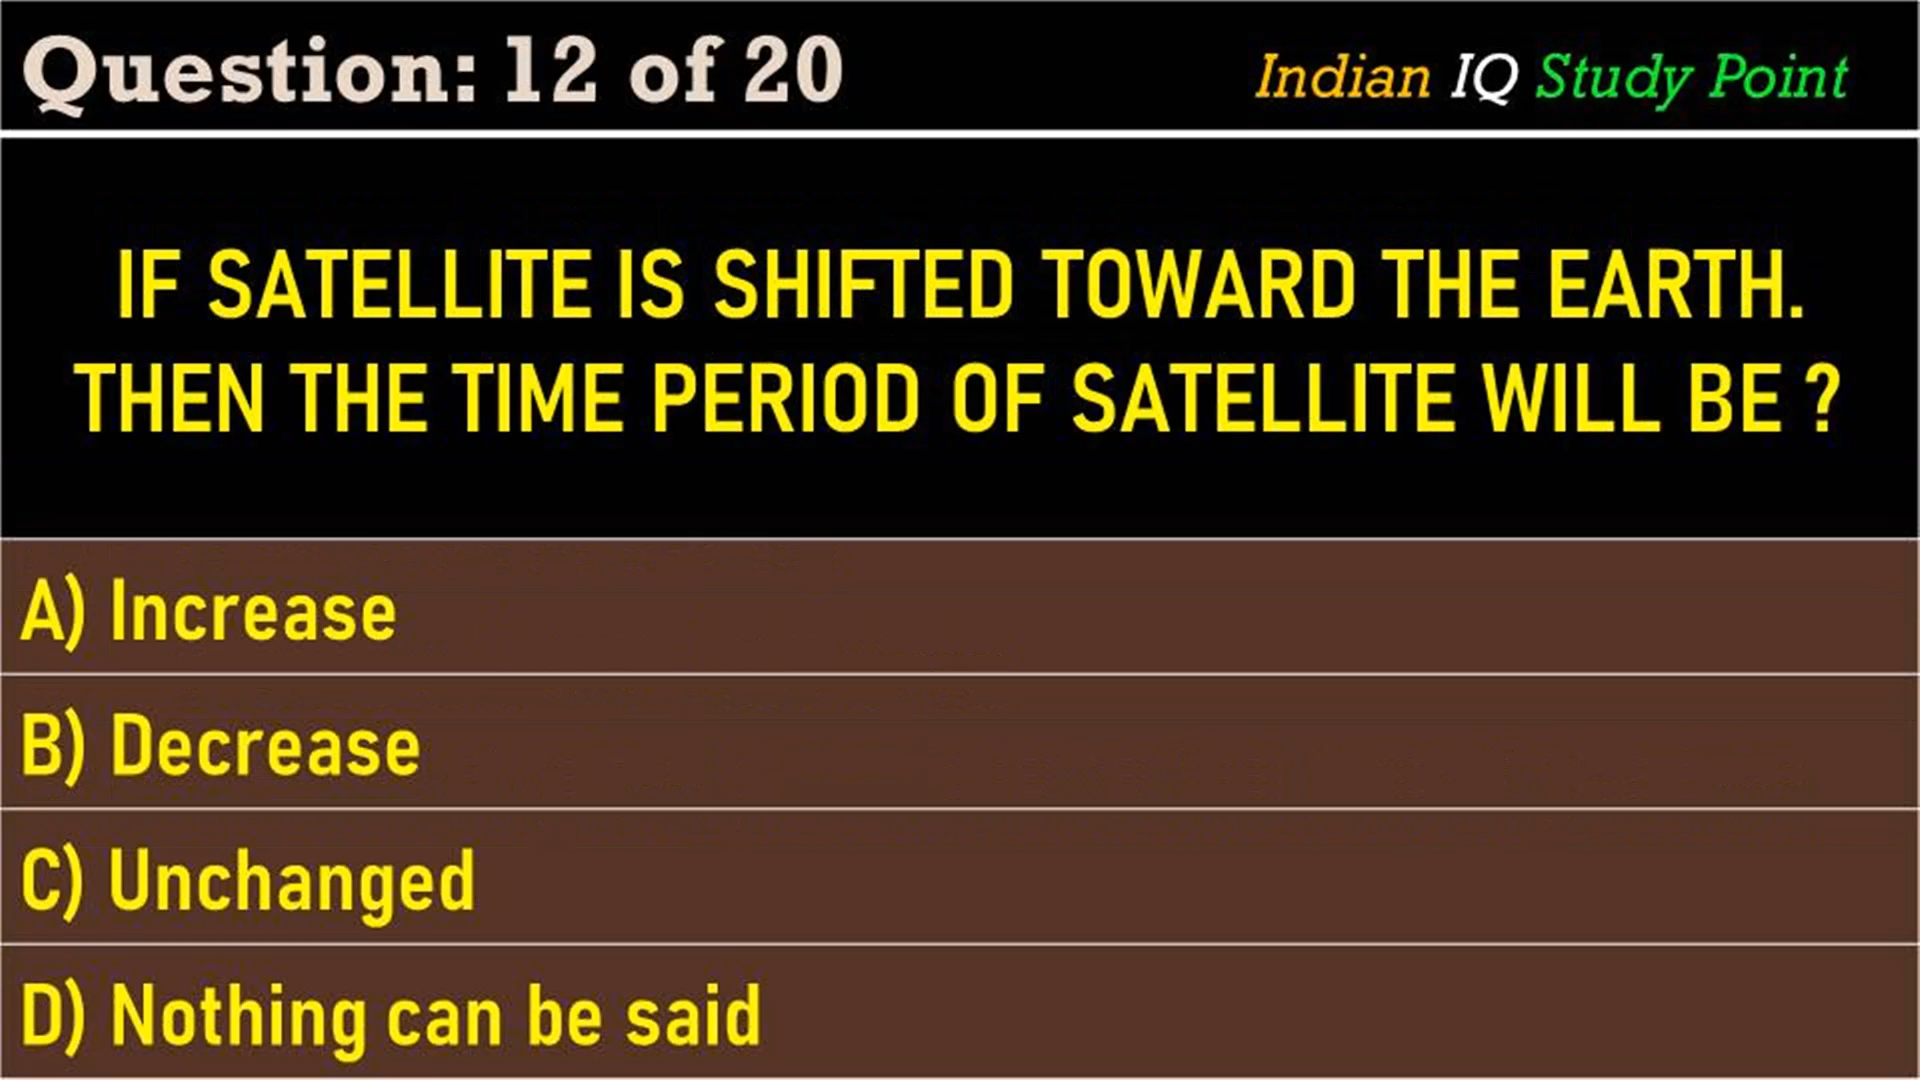 Question: 12 of 20
Indian IQ Study Point
IF SATELLITE IS SHIFTED TOWARD THE EARTH.
THEN THE TIME PERIOD OF SATELLITE WILL BE ?
A) Increase
B) Decrease
C) Unchanged
D) Nothing can be said